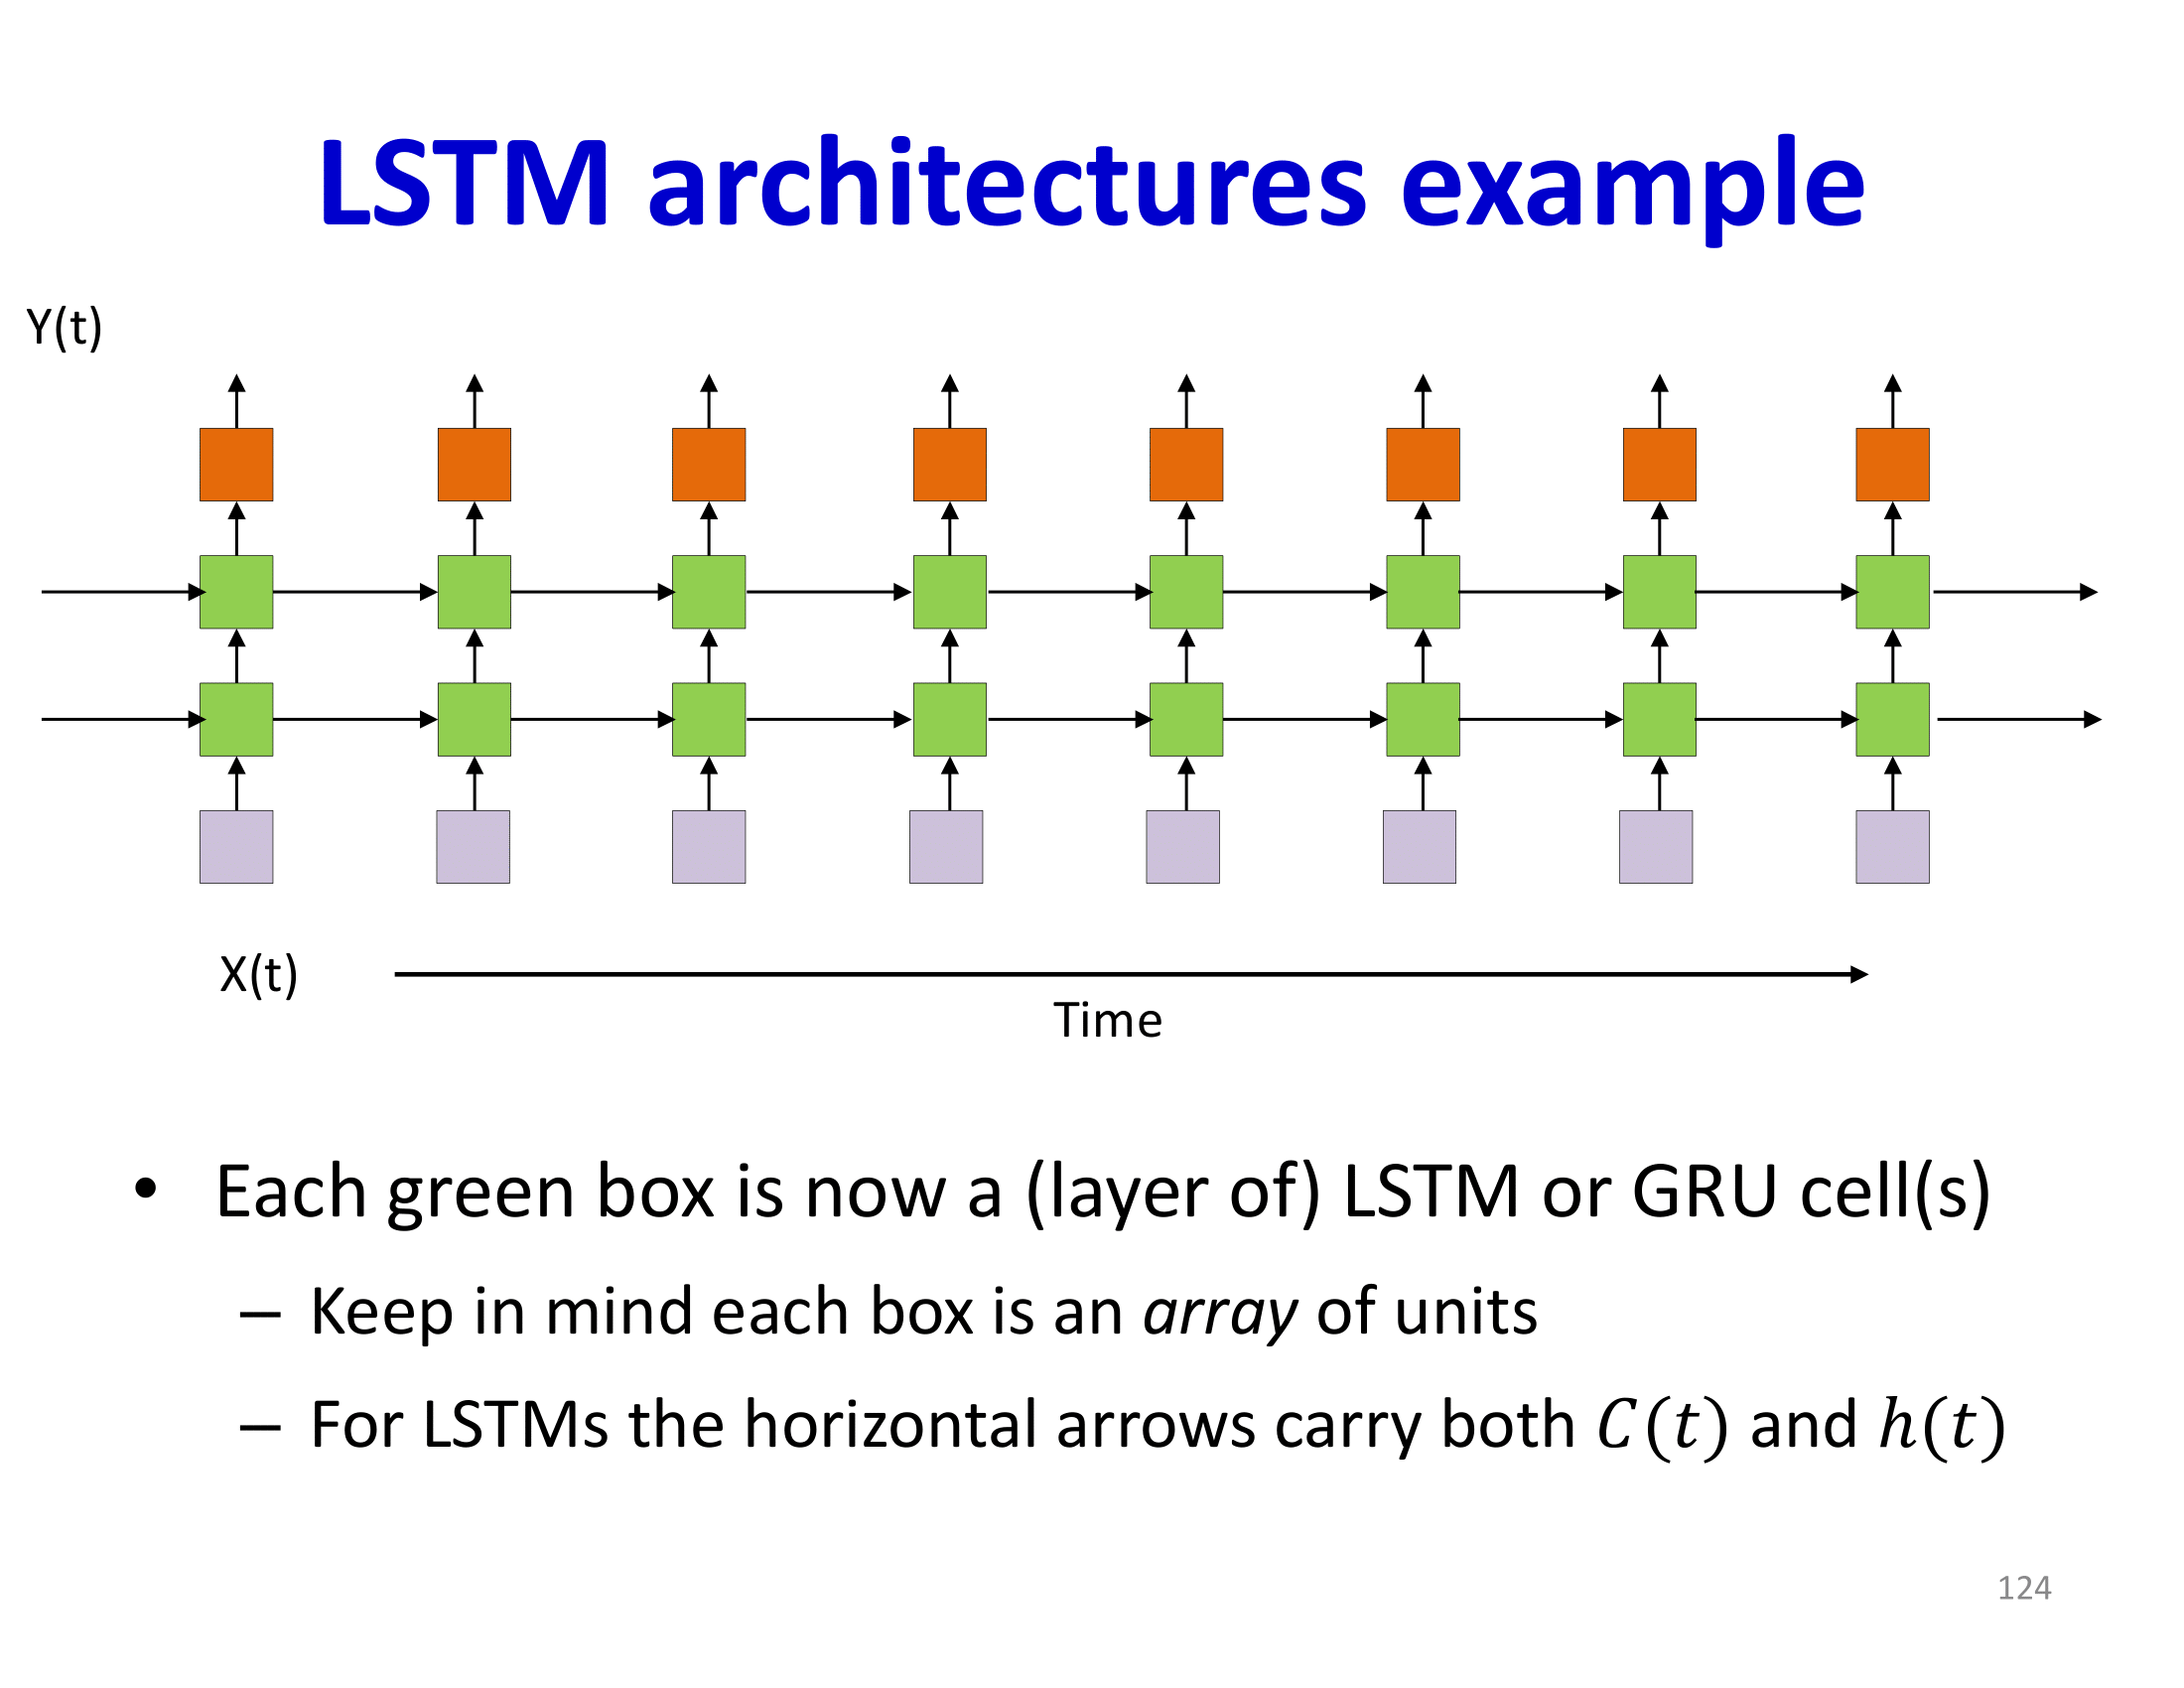 LSTM architectures example
Y(t)
X(t)
Time
• Each green box is now a (layer of) LSTM or GRU cell(s)
– Keep in mind each box is an array of units
– For LSTMs the horizontal arrows carry both C(t) and h(t)
124